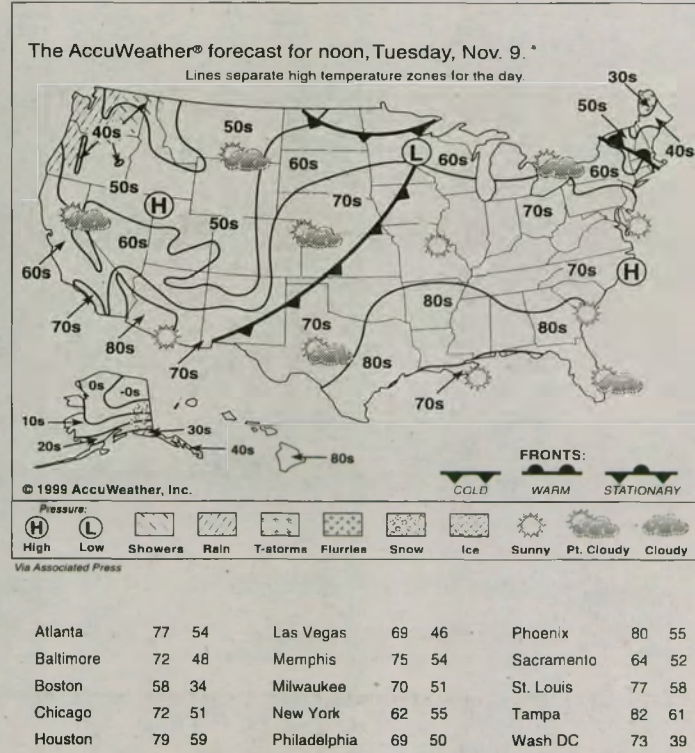 The AccuWeather® forecast for noon, Tuesday, Nov. 9.
Lines separate high temperature zones for the day.
30s
50s
40s
40s
50s
60s
L
60s
60s
50s
70s
H
50s
70s
60s
70s
H
60s
80s
70s
80s
70s
80s
80s
70s
70s
0s
-0s
10s
20s
30s
40s
80s
FRONTS:
COLD WARM STATIONARY
© 1999 AccuWeather, Inc.
Pressure:
H L
High Low Showers Rain T-storms Flurries Snow Ice Sunny Pt. Cloudy Cloudy
Via Associated Press
Atlanta 77 54 Las Vegas 69 46 Phoenix 80 55
Baltimore 72 48 Memphis 75 54 Sacramento 64 52
Boston 58 34 Milwaukee 70 51 St. Louis 77 58
Chicago 72 51 New York 62 55 Tampa 82 61
Houston 79 59 Philadelphia 69 50 Wash DC 73 39